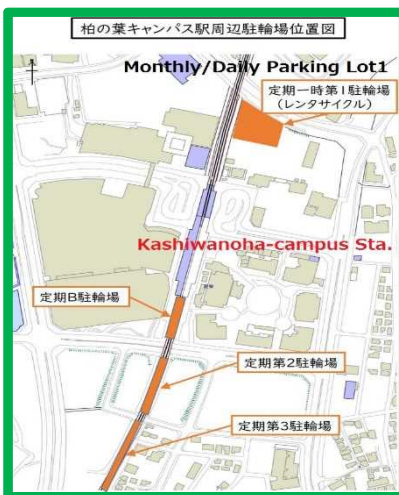 柏の葉キャンパス駅周辺駐輪場位置図
Monthly/Daily Parking Lot1
定期一時第1駐輪場
(レンタサイクル)
Kashiwanoha-campus Sta.
定期B駐輪場
定期第2駐輪場
定期第3駐輪場